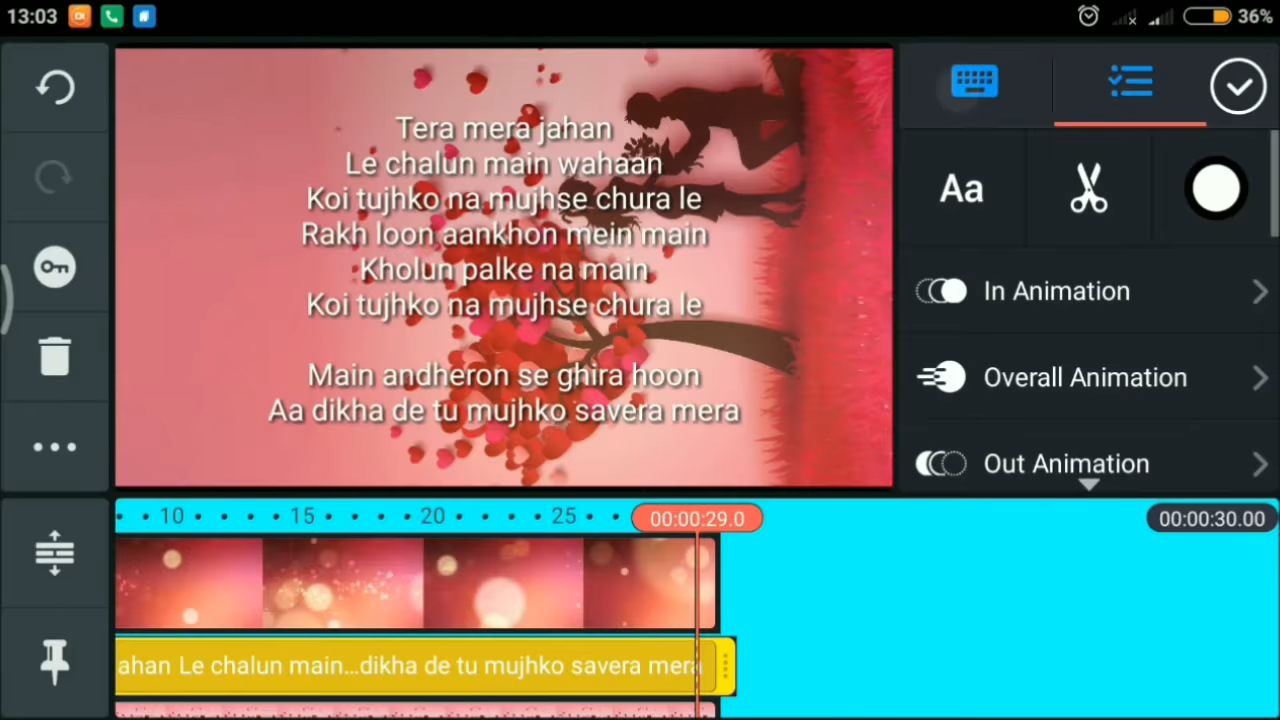 13:03
36%
Tera mera jahan
Le chalun main wahaan
Koi tujhko na mujhse chura le
Rakh loon aankhon mein main
Kholun palke na main
Koi tujhko na mujhse chura le
Main andheron se ghira hoon
Aa dikha de tu mujhko savera mera
Aa
In Animation
Overall Animation
Out Animation
10 15 20 25 00:00:29.0 00:00:30.00
ahan Le chalun main...dikha de tu mujhko savera mera